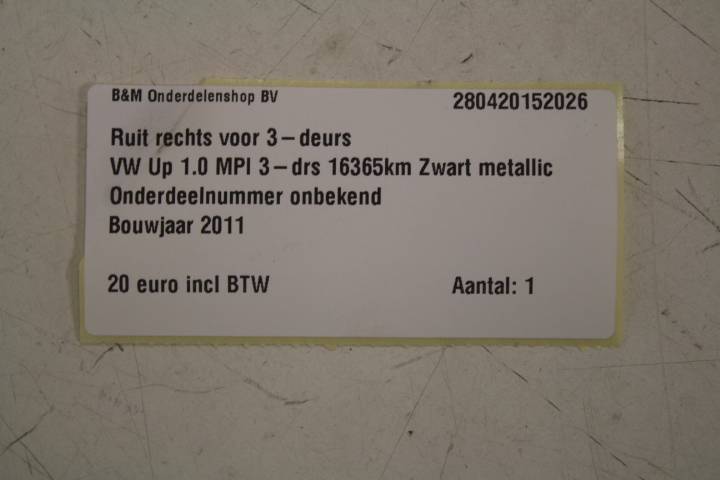 B&M Onderdelenshop BV 280420152026
Ruit rechts voor 3-deurs
VW Up 1.0 MPI 3-drs 16365km Zwart metallic
Onderdeelnummer onbekend
Bouwjaar 2011
20 euro incl BTW Aantal: 1